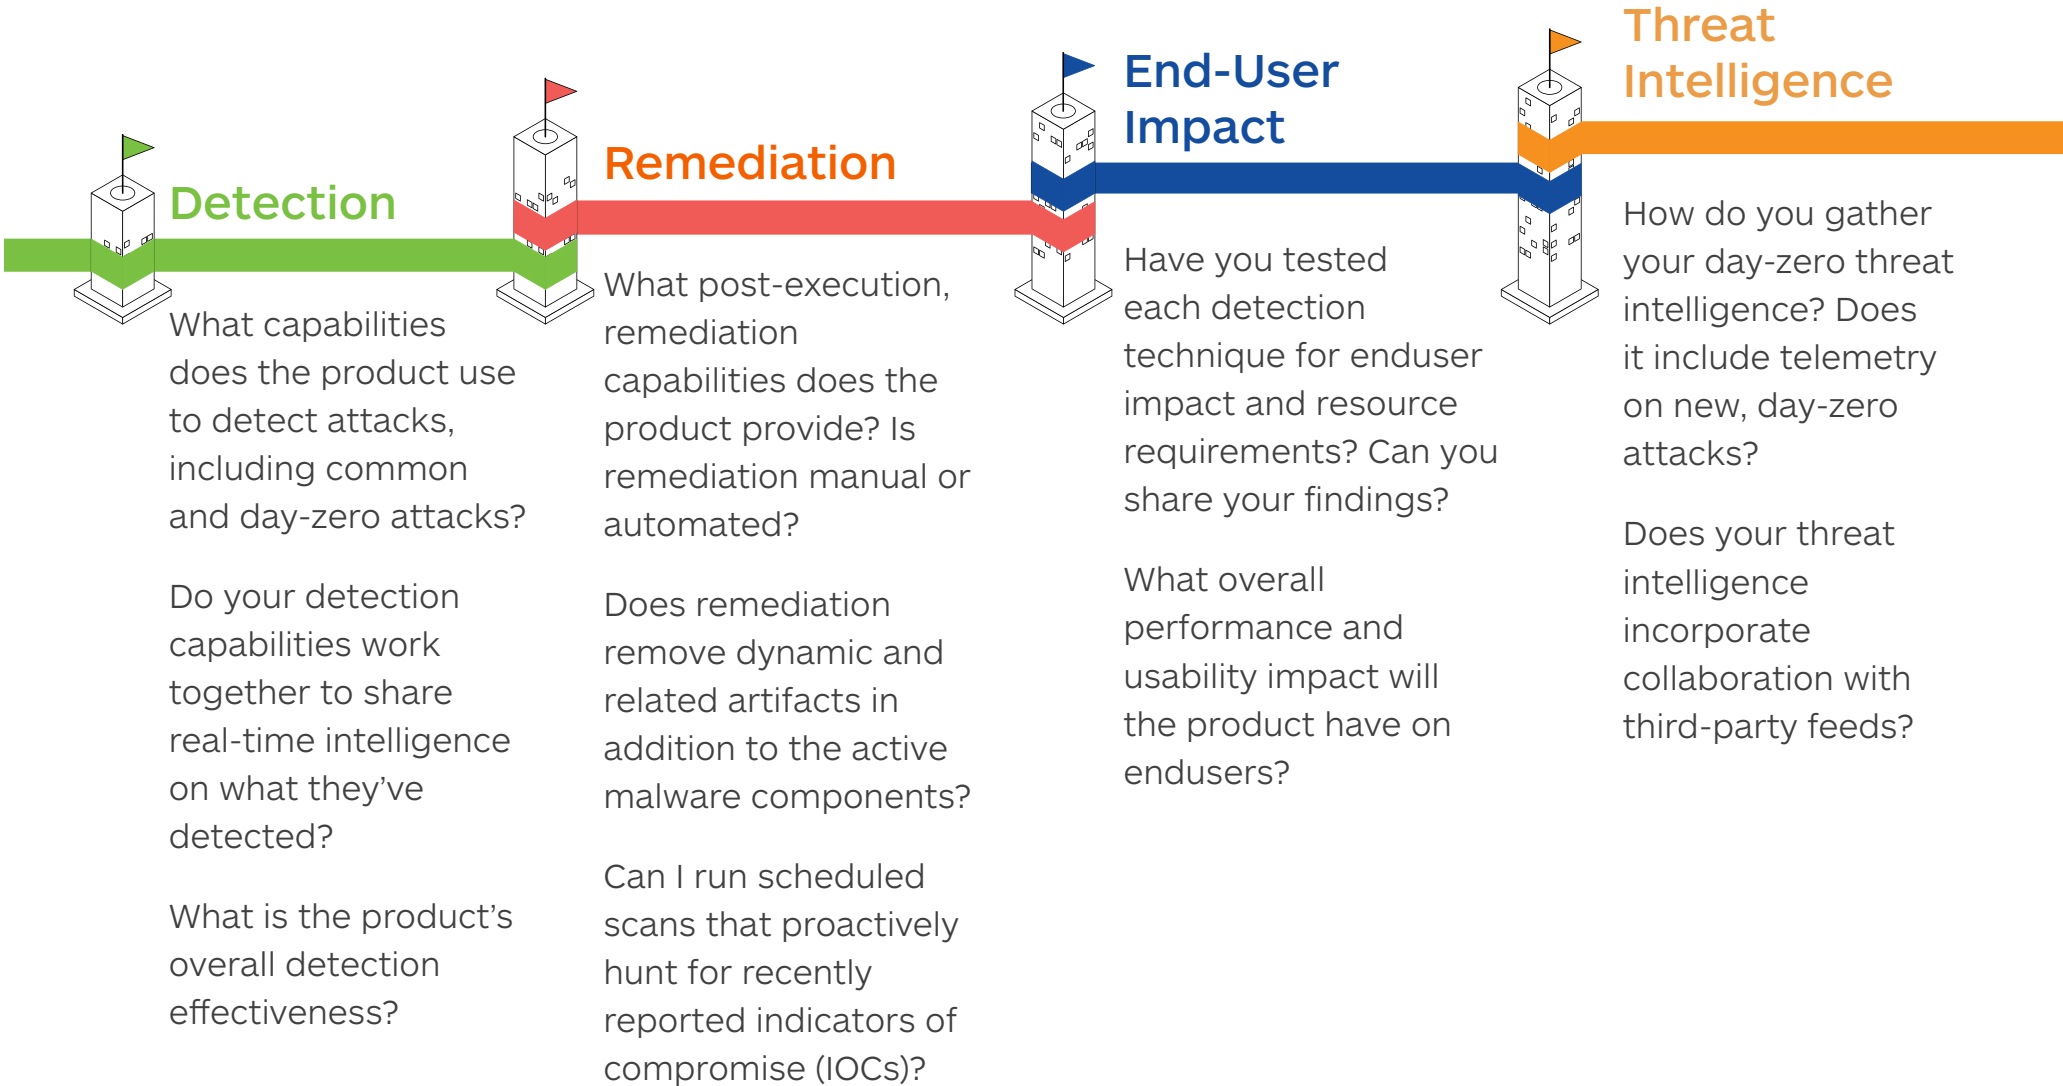 Detection
What capabilities
does the product use
to detect attacks,
including common
and day-zero attacks?
Do your detection
capabilities work
together to share
real-time intelligence
on what they’ve
detected?
What is the product’s
overall detection
effectiveness?
Remediation
What post-execution,
remediation
capabilities does the
product provide? Is
remediation manual or
automated?
Does remediation
remove dynamic and
related artifacts in
addition to the active
malware components?
Can I run scheduled
scans that proactively
hunt for recently
reported indicators of
compromise (IOCs)?
End-User
Impact
Have you tested
each detection
technique for enduser
impact and resource
requirements? Can you
share your findings?
What overall
performance and
usability impact will
the product have on
endusers?
Threat
Intelligence
How do you gather
your day-zero threat
intelligence? Does
it include telemetry
on new, day-zero
attacks?
Does your threat
intelligence
incorporate
collaboration with
third-party feeds?